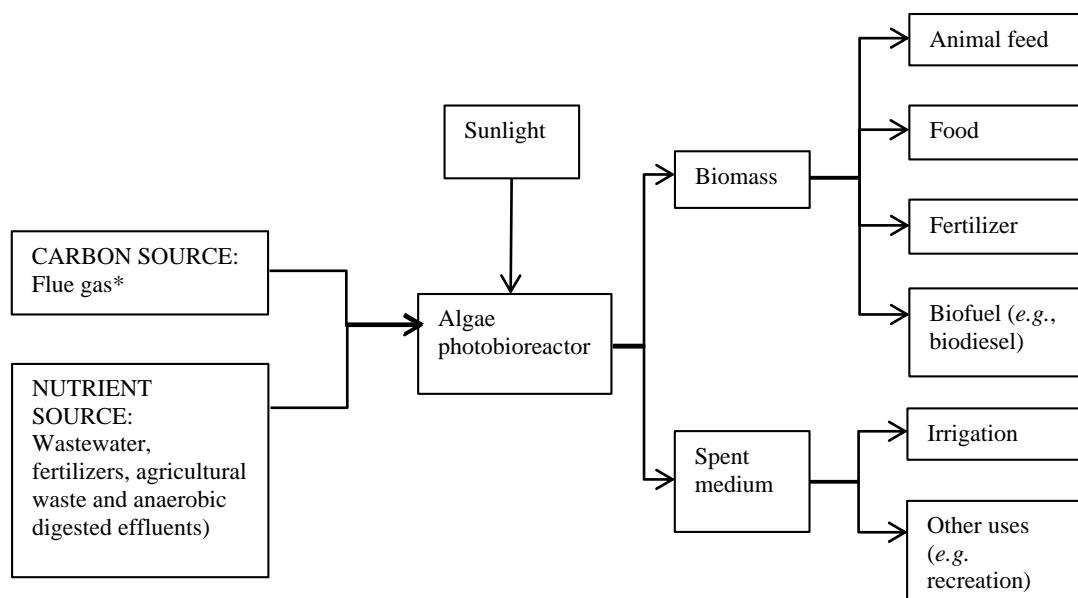 Animal feed
Sunlight
Food
Biomass
Fertilizer
CARBON SOURCE:
Flue gas*
Algae
photobioreactor
Biofuel (e.g.,
biodiesel)
NUTRIENT
SOURCE:
Wastewater,
fertilizers, agricultural
waste and anaerobic
digested effluents)
Irrigation
Spent
medium
Other uses
(e.g.
recreation)